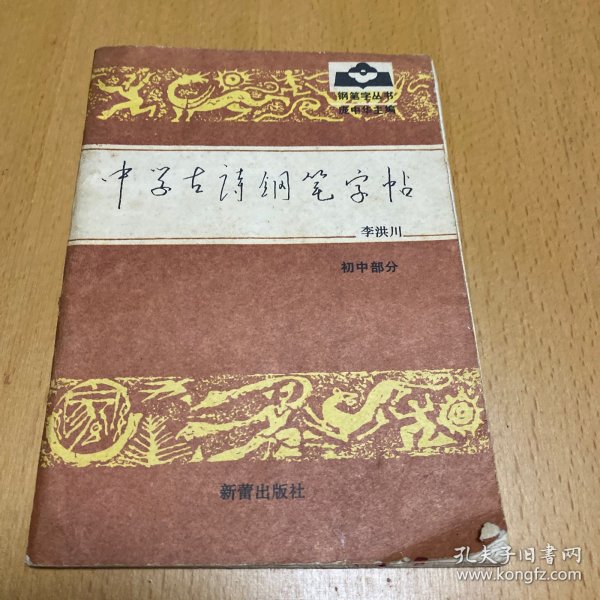 钢笔字丛书
庞中华主编
中学古诗钢笔字帖
李洪川
初中部分
新蕾出版社
孔夫子旧书网
www.kongfz.com